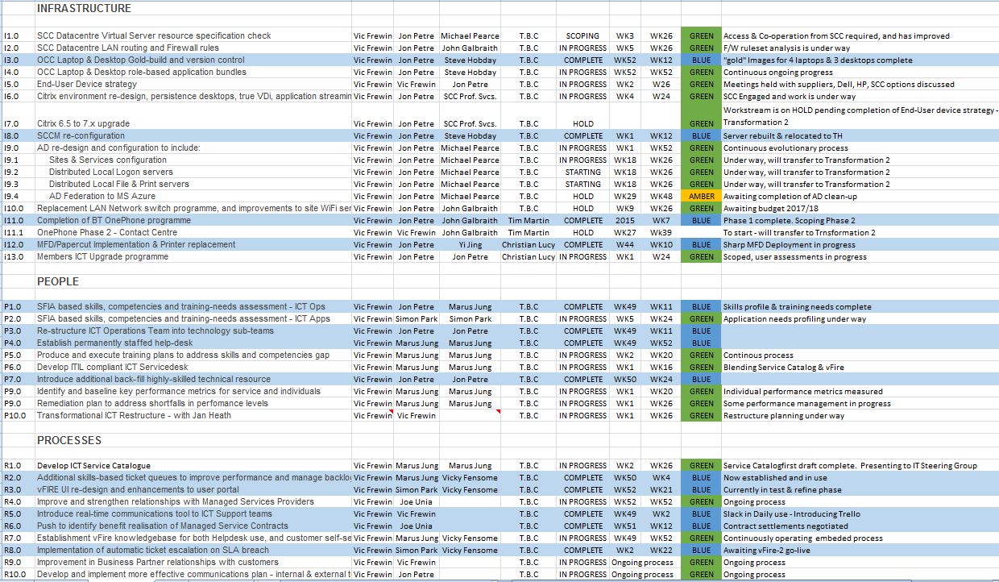 INFRASTRUCTURE
I1.0 SCC Datacentre Virtual Server resource specification check Vic Frewin Jon Petre Michael Pearce T.B.C SCOPING WK3 WK26 GREEN Access & Co-operation from SCC required, and has improved
I2.0 SCC Datacentre LAN routing and Firewall rules Vic Frewin Jon Petre John Galbraith T.B.C IN PROGRESS WK5 WK26 GREEN F/W ruleset analysis is under way
I3.0 OCC Laptop & Desktop Gold-build and version control Vic Frewin Jon Petre Steve Hobday T.B.C COMPLETE WK52 WK12 BLUE "gold" Images for 4 laptops & 3 desktops complete
I4.0 OCC Laptop & Desktop role-based application bundles Vic Frewin Jon Petre Steve Hobday T.B.C IN PROGRESS WK52 WK52 GREEN Continuous ongoing progress
I5.0 End-User Device strategy Vic Frewin Vic Frewin Jon Petre T.B.C IN PROGRESS WK2 W26 GREEN Meetings held with suppliers, Dell, HP, SCC options discussed
I6.0 Citrix environment re-design, persistence desktops, true VDi, application streamin Vic Frewin Jon Petre SCC Prof. Svcs. T.B.C IN PROGRESS WK4 W24 GREEN SCC Engaged and work is under way
Workstream is on HOLD pending completion of End-User device strategy -
I7.0 Citrix 6.5 to 7.x upgrade Vic Frewin Jon Petre SCC Prof. Svcs. T.B.C HOLD GREEN Transformation 2
I8.0 SCCM re-configuration Vic Frewin Jon Petre Steve Hobday T.B.C COMPLETE WK1 WK12 BLUE Server rebuilt & relocated to TH
I9.0 AD re-design and configuration to include: Vic Frewin Jon Petre Michael Pearce T.B.C IN PROGRESS WK1 WK52 GREEN Continuous evolutionary process
I9.1 Sites & Services configuration Vic Frewin Jon Petre Michael Pearce T.B.C IN PROGRESS WK18 WK26 GREEN Under way, will transfer to Transformation 2
I9.2 Distributed Local Logon servers Vic Frewin Jon Petre Michael Pearce T.B.C STARTING WK18 WK26 GREEN Under way, will transfer to Transformation 2
I9.3 Distributed Local File & Print servers Vic Frewin Jon Petre Michael Pearce T.B.C STARTING WK18 WK26 GREEN Under way, will transfer to Transformation 2
I9.4 AD Federation to MS Azure Vic Frewin Jon Petre Michael Pearce T.B.C HOLD WK29 WK48 AMBER Awaiting completion of AD clean-up
I10.0 Replacement LAN Network switch programme, and improvements to site WiFi ser Vic Frewin Jon Petre John Galbraith T.B.C HOLD WK9 WK26 GREEN Awaiting budget 2017/18
I11.0 Completion of BT OnePhone programme Vic Frewin Jon Petre John Galbraith Tim Martin COMPLETE 2015 WK7 BLUE Phase 1 complete. Scoping Phase 2
I11.1 OnePhone Phase 2 - Contact Centre Vic Frewin Vic Frewin John Galbraith Tim Martin HOLD WK27 WK39 To start - will transfer to Trnsformation 2
I12.0 MFD/Papercut Implementation & Printer replacement Vic Frewin Jon Petre Yi Jing Christian Lucy COMPLETE W44 WK10 BLUE Sharp MFD Deployment in progress
i13.0 Members ICT Upgrade programme Vic Frewin Jon Petre Jon Petre Christian Lucy IN PROGRESS WK1 W24 GREEN Scoped, user assessments in progress
PEOPLE
P1.0 SFIA based skills, competencies and training-needs assessment - ICT Ops Vic Frewin Jon Petre Marus Jung T.B.C COMPLETE WK49 WK11 BLUE Skills profile & training needs complete
P2.0 SFIA based skills, competencies and training-needs assessment - ICT Apps Vic Frewin Simon Park Simon Park T.B.C IN PROGRESS WK5 WK24 GREEN Application needs profiling under way
P3.0 Re-structure ICT Operations Team into technology sub-teams Vic Frewin Jon Petre Jon Petre T.B.C COMPLETE WK49 WK11 BLUE
P4.0 Establish permanently staffed help-desk Vic Frewin Marus Jung Marus Jung T.B.C COMPLETE WK49 WK52 BLUE
P5.0 Produce and execute training plans to address skills and competencies gap Vic Frewin Marus Jung Marus Jung T.B.C IN PROGRESS WK2 WK20 GREEN Continous process
P6.0 Develop ITIL compliant ICT Servicedesk Vic Frewin Marus Jung Marus Jung T.B.C IN PROGRESS WK1 WK16 GREEN Blending Service Catalog & vFire
P7.0 Introduce additional back-fill highly-skilled technical resource Vic Frewin Jon Petre Jon Petre T.B.C COMPLETE WK50 WK24 BLUE
P9.0 Identify and baseline key performance metrics for service and individuals Vic Frewin Marus Jung Marus Jung T.B.C IN PROGRESS WK1 WK20 GREEN Individual performance metrics measured
P9.0 Remediation plan to address shortfalls in perfomance levels Vic Frewin Marus Jung Marus Jung T.B.C IN PROGRESS WK1 WK26 GREEN Some performance management in progress
P10.0 Transformational ICT Restructure - with Jan Heath Vic Frewin Vic Frewin T.B.C IN PROGRESS WK1 WK26 GREEN Restructure planning under way
PROCESSES
R1.0 Develop ICT Service Catalogue Vic Frewin Marus Jung Marus Jung T.B.C IN PROGRESS WK2 WK26 GREEN Service Catalogfirst draft complete. Presenting to IT Steering Group
R2.0 Additional skills-based ticket queues to improve performance and manage backlo Vic Frewin Marus Jung Vicky Fensome T.B.C COMPLETE WK50 WK4 BLUE Now established and in use
R3.0 vFIRE UI re-design and enhancements to user portal Vic Frewin Simon Park Vicky Fensome T.B.C COMPLETE WK52 WK21 BLUE Currently in test & refine phase
R4.0 Improve and strengthen relationships with Managed Services Providers Vic Frewin Joe Unia T.B.C IN PROGRESS WK52 WK52 GREEN Ongoing process
R5.0 Introduce real-time communications tool to ICT Support teams Vic Frewin Vic Frewin T.B.C COMPLETE WK49 WK2 BLUE Slack in Daily use - Introducing Trello
R6.0 Push to identify benefit realisation of Managed Service Contracts Vic Frewin Joe Unia T.B.C COMPLETE WK51 WK12 BLUE Contract settlements negotiated
R7.0 Establishment vFire knowledgebase for both Helpdesk use, and customer self-se Vic Frewin Marus Jung Vicky Fensome T.B.C IN PROGRESS WK49 WK52 GREEN Continuously operating embeded process
R8.0 Implementation of automatic ticket escalation on SLA breach Vic Frewin Simon Park Vicky Fensome T.B.C COMPLETE WK2 WK22 BLUE Awaiting vFire-2 go-live
R9.0 Improvement in Business Partner relationships with customers Vic Frewin Vic Frewin T.B.C IN PROGRESS Ongoing process GREEN Ongoing process
R10.0 Develop and implement more effective communications plan - internal & external t Vic Frewin Jon Petre T.B.C IN PROGRESS Ongoing process GREEN Ongoing process